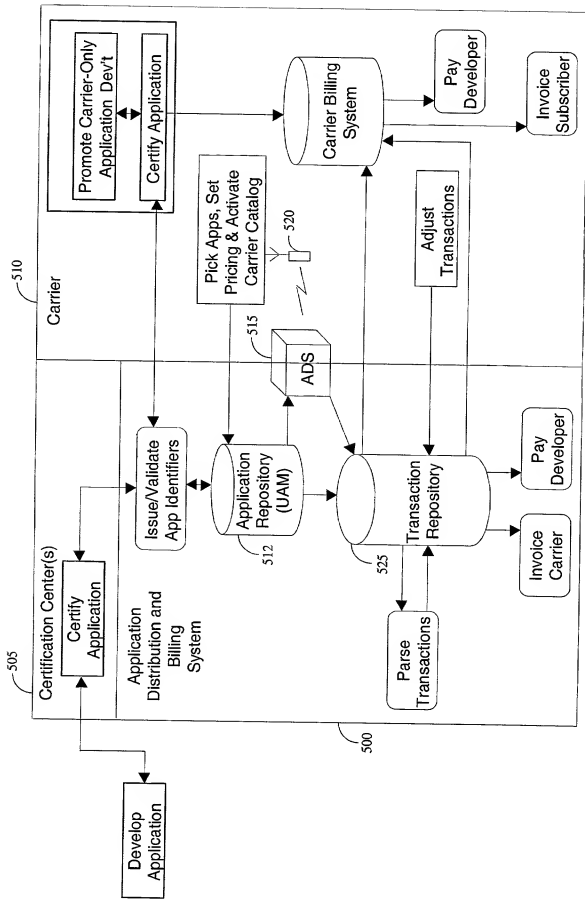 Develop
Application
505
Certification Center(s)
Certify
Application
500
Application
Distribution and
Billing
System
Issue/Validate
App Identifiers
Application
Repository
(UAM)
512
Parse
Transactions
Transaction
Repository
525
Invoice
Carrier
Pay
Developer
510
Carrier
Promote Carrier-Only
Application Dev't
Certify Application
Pick Apps, Set
Pricing & Activate
Carrier Catalog
520
515
ADS
Carrier Billing
System
Adjust
Transactions
Pay
Developer
Invoice
Subscriber